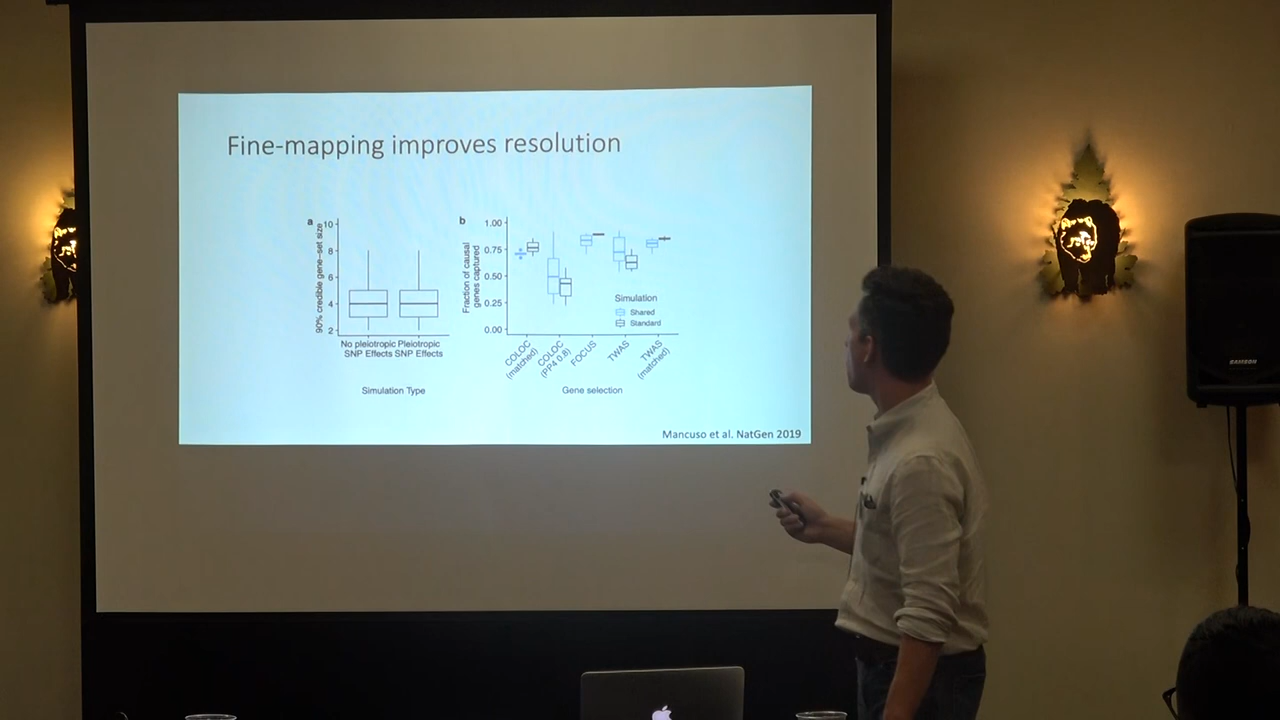 Fine-mapping improves resolution
a
90% credible gene-set size
10
8
6
4
2
No pleiotropic Pleiotropic
SNP Effects SNP Effects
Simulation Type
b
Fraction of causal
genes captured
1.00
0.75
0.50
0.25
0.00
Simulation
Shared
Standard
COLOC
(matched)
COLOC
(PP4 0.8)
FOCUS
TWAS
TWAS
(matched)
Gene selection
Mancuso et al. NatGen 2019
SAMSON